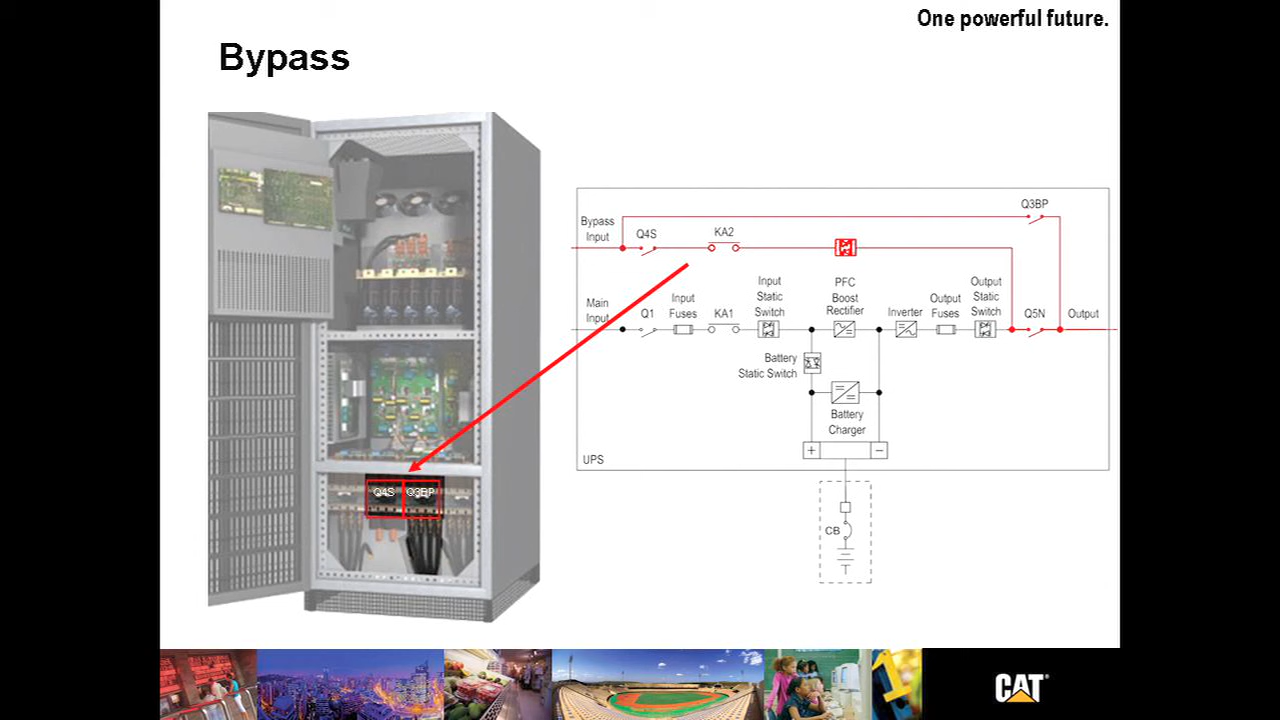 One powerful future.
Bypass
Q3BP
Bypass
Input
Q4S
KA2
Main
Input
Q1
Input
Fuses
KA1
Input
Static
Switch
PFC
Boost
Rectifier
Inverter
Output
Fuses
Output
Static
Switch
Q5N
Output
Battery
Static Switch
Battery
Charger
+
−
UPS
CB
Q4S
Q3BP
CAT